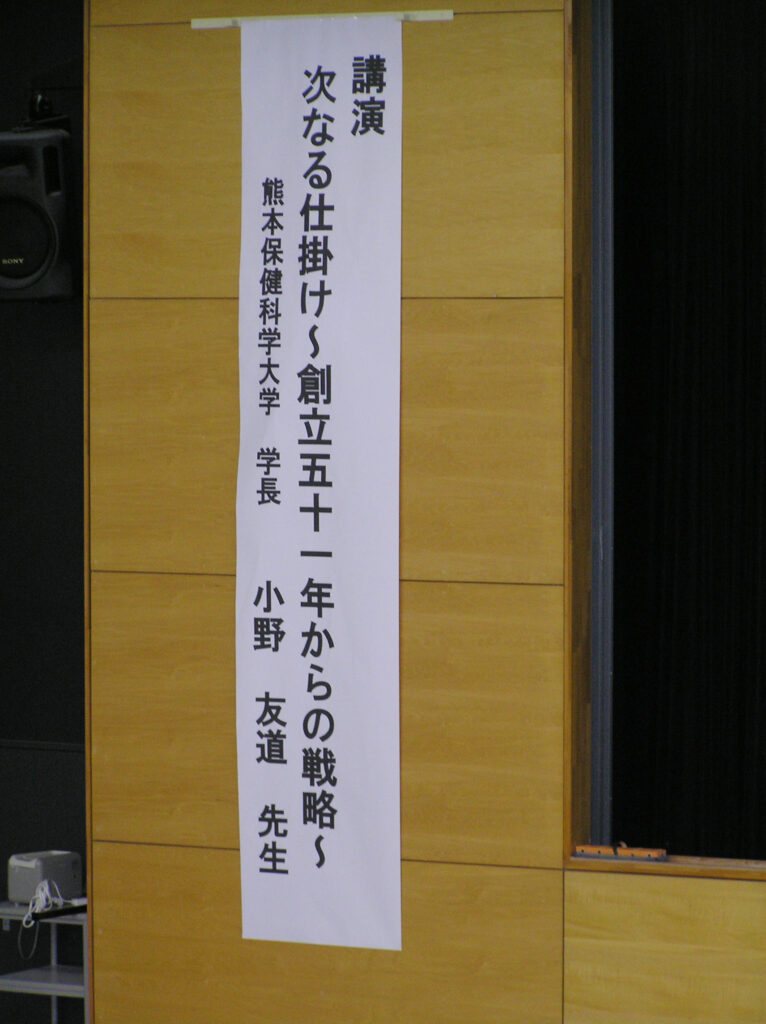 講演
次なる仕掛け～創立五十一年からの戦略～
熊本保健科学大学　学長　小野　友道　先生
SONY